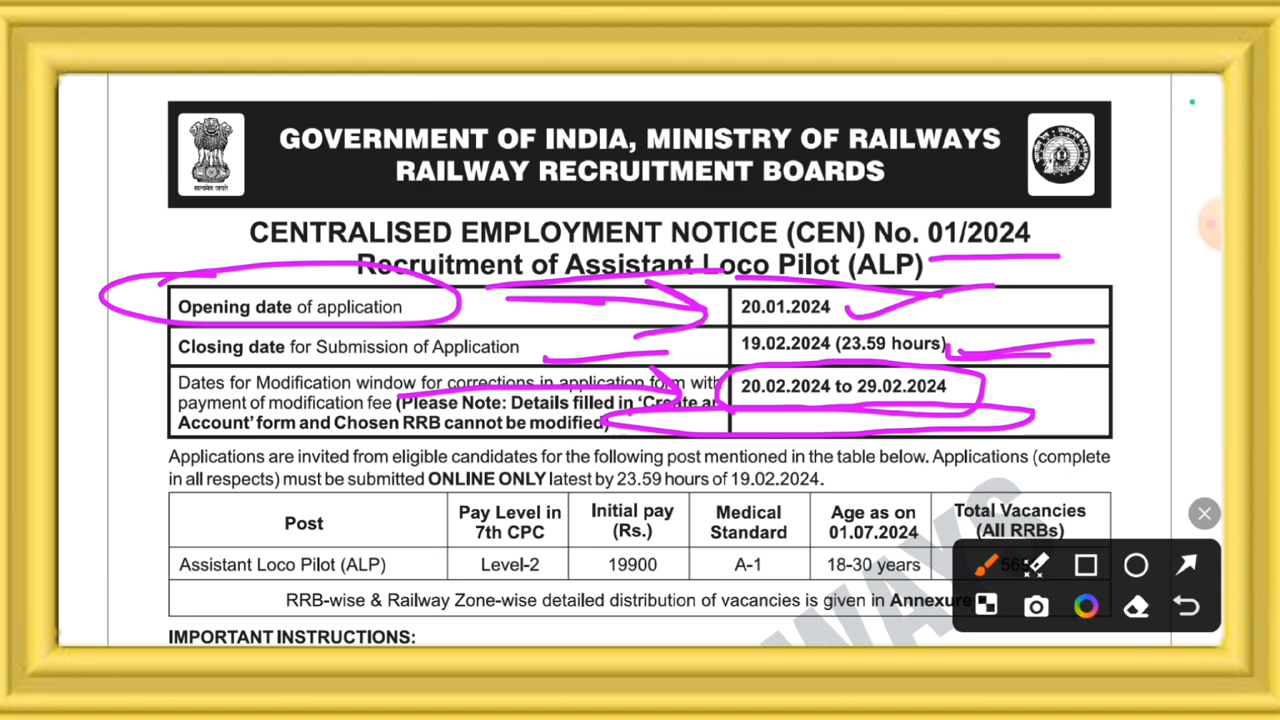 GOVERNMENT OF INDIA, MINISTRY OF RAILWAYS
RAILWAY RECRUITMENT BOARDS
सत्यमेव जयते
CENTRALISED EMPLOYMENT NOTICE (CEN) No. 01/2024
Recruitment of Assistant Loco Pilot (ALP)
Opening date of application
20.01.2024
Closing date for Submission of Application
19.02.2024 (23.59 hours)
Dates for Modification window for corrections in application form with
payment of modification fee (Please Note: Details filled in ‘Create an
Account’ form and Chosen RRB cannot be modified)
20.02.2024 to 29.02.2024
Applications are invited from eligible candidates for the following post mentioned in the table below. Applications (complete
in all respects) must be submitted ONLINE ONLY latest by 23.59 hours of 19.02.2024.
Post
Pay Level in
7th CPC
Initial pay
(Rs.)
Medical
Standard
Age as on
01.07.2024
Total Vacancies
(All RRBs)
Assistant Loco Pilot (ALP)
Level-2
19900
A-1
18-30 years
RRB-wise & Railway Zone-wise detailed distribution of vacancies is given in Annexure
IMPORTANT INSTRUCTIONS: